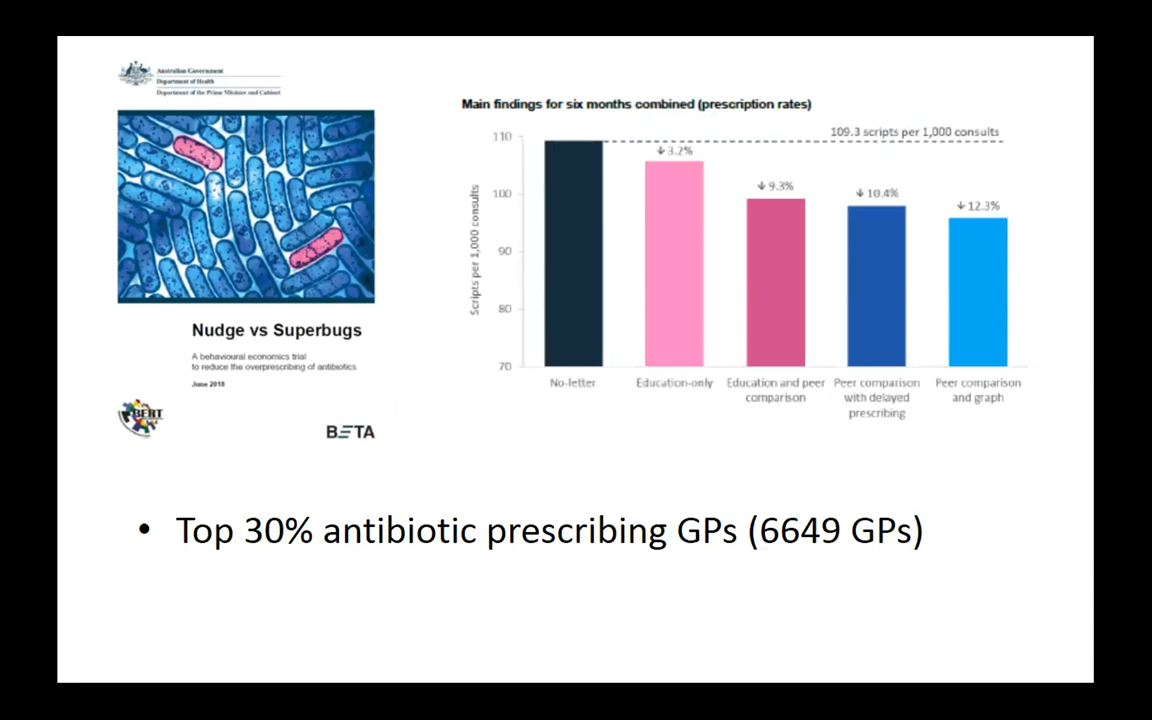 Australian Government
Department of Health
Department of the Prime Minister and Cabinet
Nudge vs Superbugs
A behavioural economics trial
to reduce the overprescribing of antibiotics
June 2018
BERT
BETA
Main findings for six months combined (prescription rates)
109.3 scripts per 1,000 consults
110
100
90
80
70
Scripts per 1,000 consults
↓ 3.2%
↓ 9.3%
↓ 10.4%
↓ 12.3%
No-letter
Education-only
Education and peer
comparison
Peer comparison
with delayed
prescribing
Peer comparison
and graph
• Top 30% antibiotic prescribing GPs (6649 GPs)